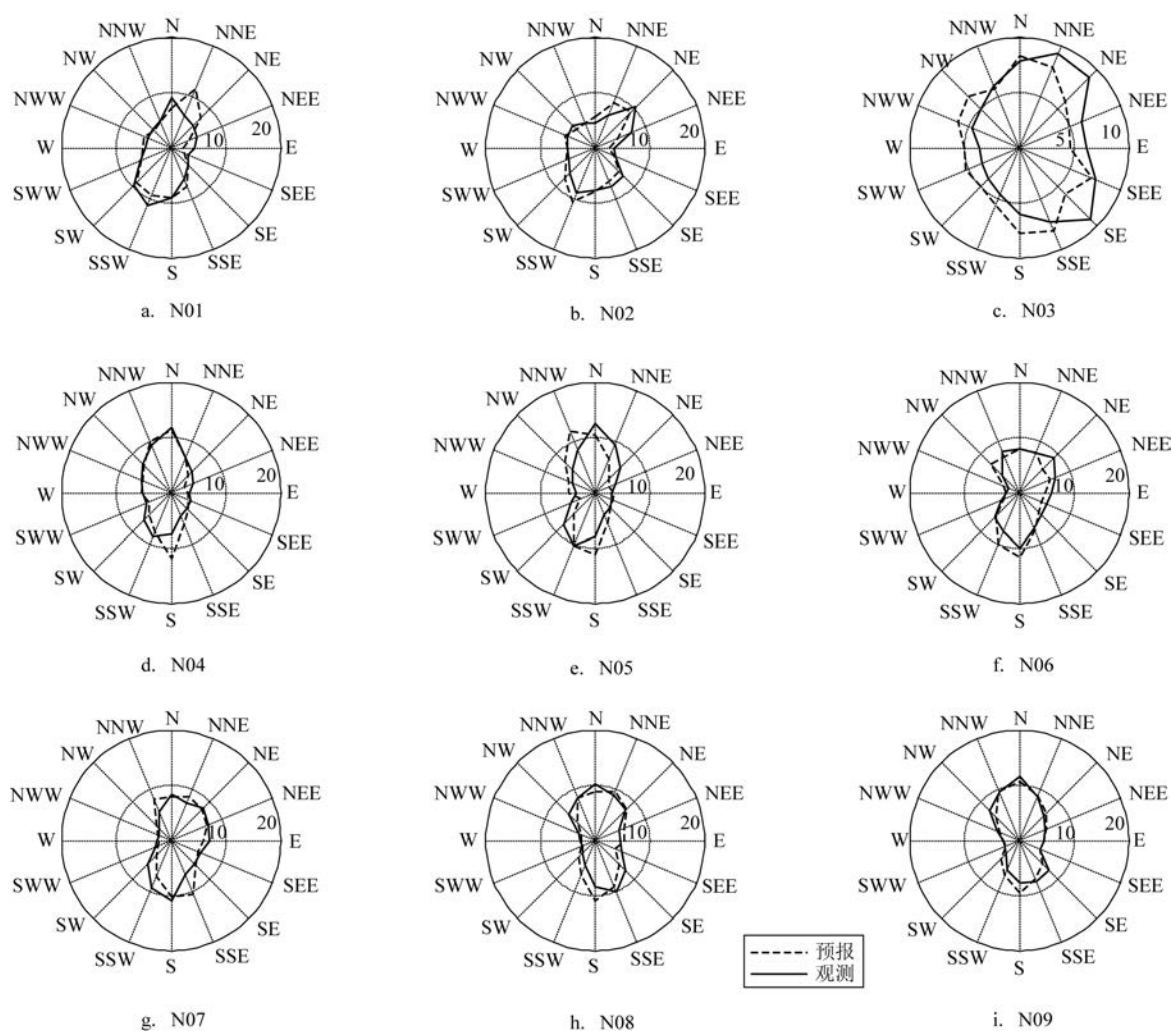 N N N
NNW NNE NNW NNE NNW NNE
NW NE NW NE NW NE
NWW NEE NWW NEE NWW NEE
20 20 10
W 10 E W 10 E W 5 E
SWW SEE SWW SEE SWW SEE
SW SE SW SE SW SE
SSW SSE SSW SSE SSW SSE
S S S
a. N01 b. N02 c. N03
N N N
NNW NNE NNW NNE NNW NNE
NW NE NW NE NW NE
NWW NEE NWW NEE NWW NEE
20 20 20
W 10 E W 10 E W 10 E
SWW SEE SWW SEE SWW SEE
SW SE SW SE SW SE
SSW SSE SSW SSE SSW SSE
S S S
d. N04 e. N05 f. N06
N N N
NNW NNE NNW NNE NNW NNE
NW NE NW NE NW NE
NWW NEE NWW NEE NWW NEE
20 20 20
W 10 E W 10 E W 10 E
SWW SEE SWW SEE SWW SEE
SW SE SW SE SW SE
SSW SSE SSW SSE SSW SSE
S S S
预报
观测
g. N07 h. N08 i. N09